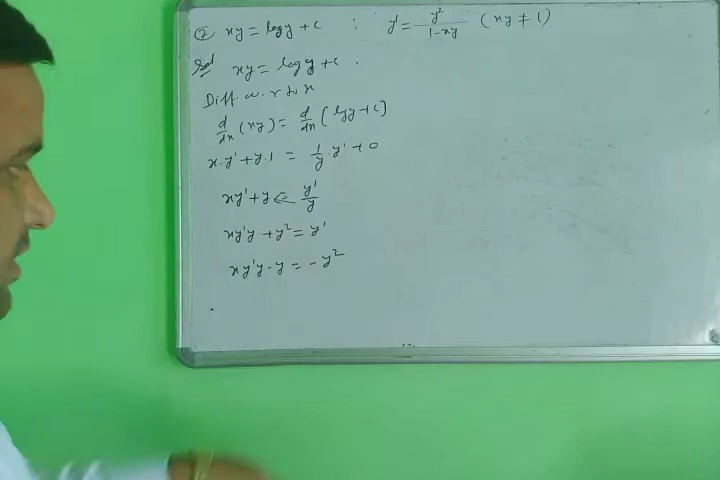 ⑦ xy = log y + c : y' = y²/(1-xy) (xy ≠ 1)
Sol xy = log y + c.
Diff. w. r to x
d/dx (xy) = d/dx (log y + c)
x.y' + y.1 = 1/y . y' + 0
xy' + y = y'/y
xy'y + y² = y'
xy'y - y = - y²